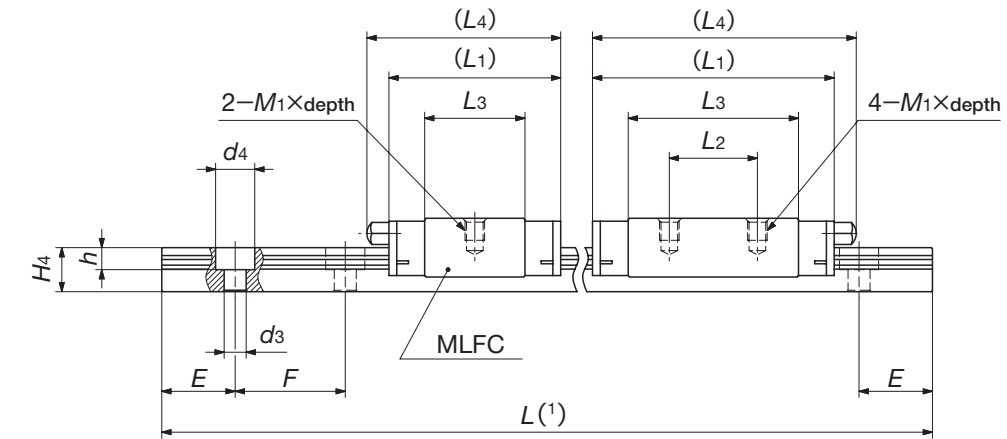 (L4) (L4)
(L1) (L1)
2−M1×depth L3 L3 4−M1×depth
L2
d4
H4 h
d3 MLFC
E F E
L(1)